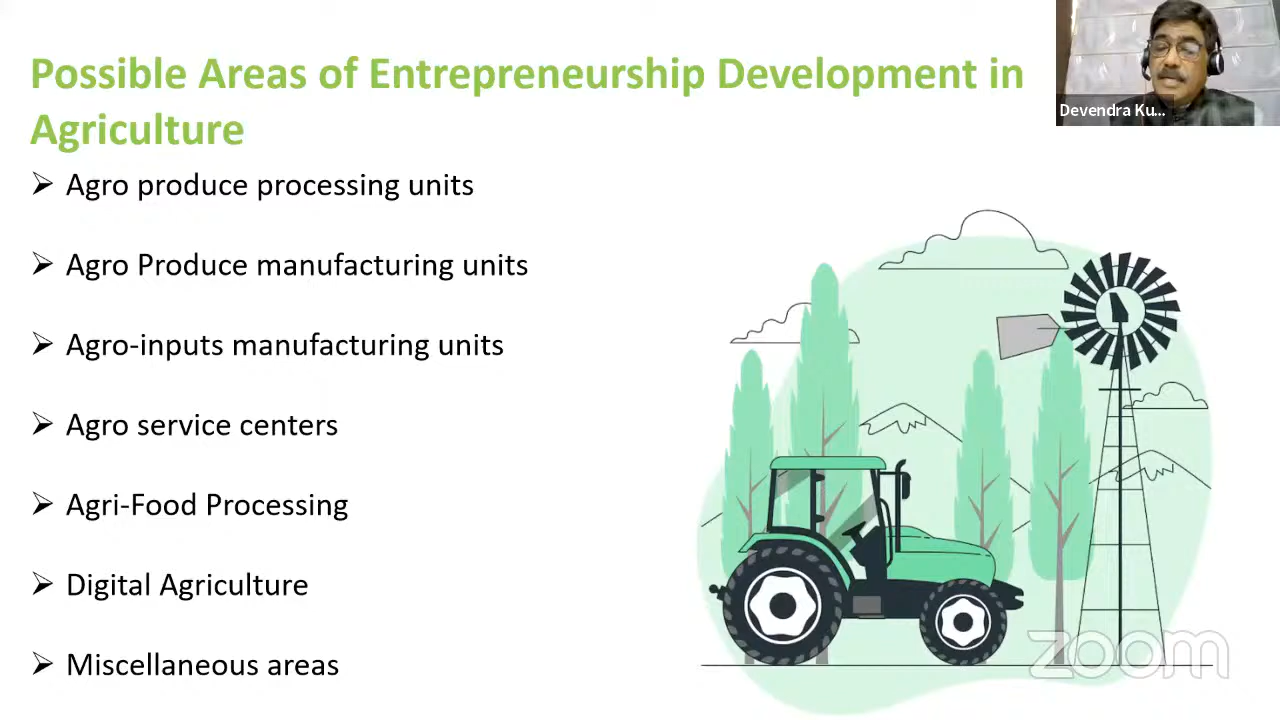 Possible Areas of Entrepreneurship Development in
Agriculture
Agro produce processing units
Agro Produce manufacturing units
Agro-inputs manufacturing units
Agro service centers
Agri-Food Processing
Digital Agriculture
Miscellaneous areas
Devendra Ku...
zoom